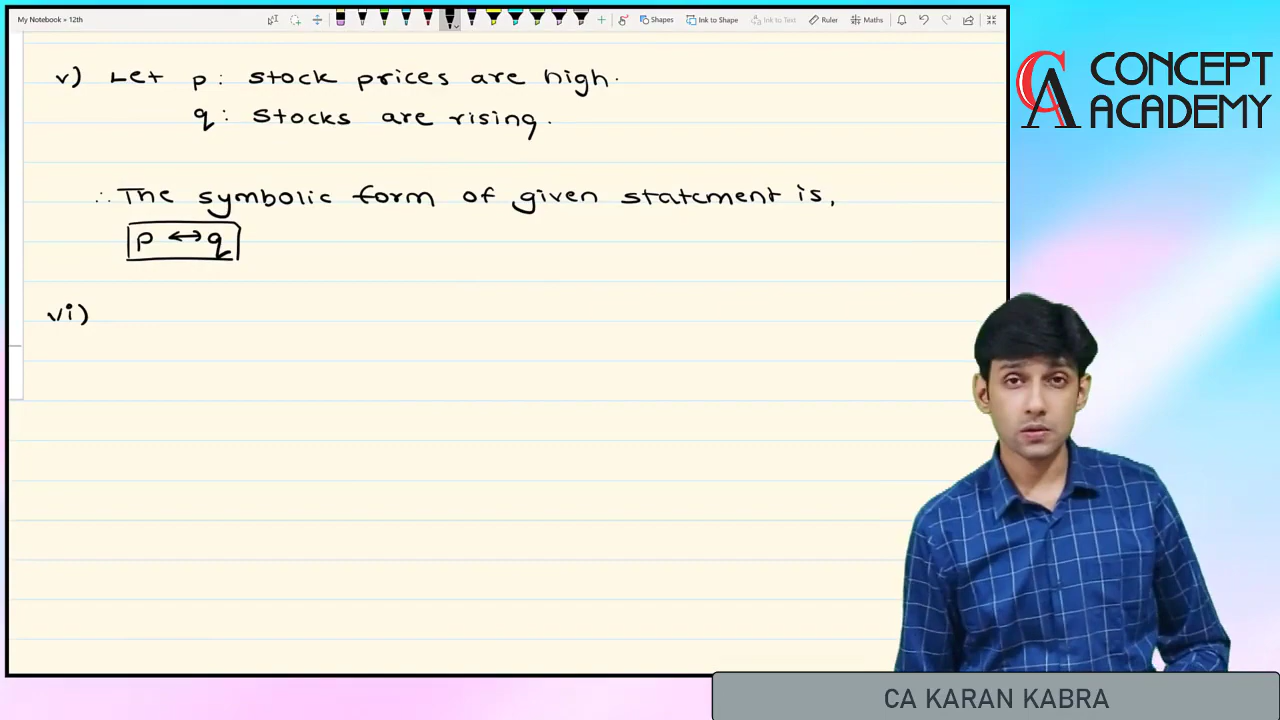 My Notebook » 12th
Shapes
Ink to Shape
Ink to Text
Ruler
Maths
CONCEPT
ACADEMY
v) Let p : stock prices are high.
q : stocks are rising.
∴ The symbolic form of given statement is,
p ↔ q
vi)
CA KARAN KABRA